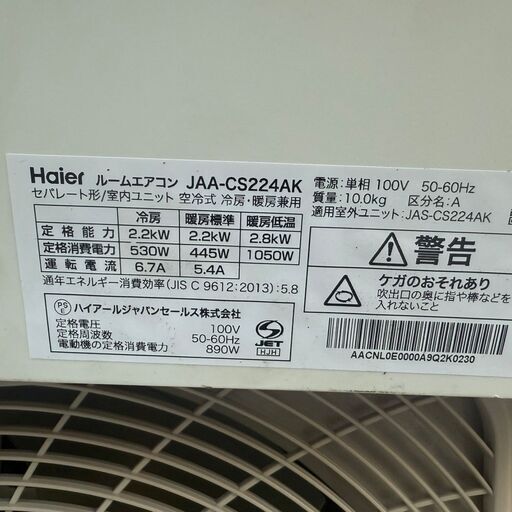 Haier ルームエアコン JAA-CS224AK
セパレート形/室内ユニット 空冷式 冷房・暖房兼用
冷房 暖房標準 暖房低温
定格能力 2.2kW 2.2kW 2.8kW
定格消費電力 530W 445W 1050W
運転電流 6.7A 5.4A
通年エネルギー消費効率(JIS C 9612:2013):5.8
PS E ハイアールジャパンセールス株式会社
定格電圧 100V
定格周波数 50-60Hz
電動機の定格消費電力 890W
S JET
HJH
電源:単相 100V 50-60Hz
質量:10.0kg 区分名:A
適用室外ユニット:JAS-CS224AK
警告
ケガのおそれあり
吹出口の奥に指や棒などを
入れないこと
AACNL0E0000A9Q2K0230